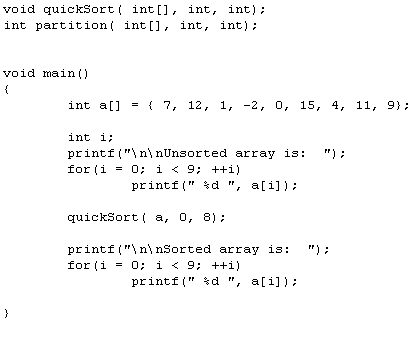 void quickSort( int[], int, int);
int partition( int[], int, int);
void main()
{
int a[] = { 7, 12, 1, -2, 0, 15, 4, 11, 9};
int i;
printf("\n\nUnsorted array is:  ");
for(i = 0; i < 9; ++i)
printf(" %d ", a[i]);
quickSort( a, 0, 8);
printf("\n\nSorted array is:  ");
for(i = 0; i < 9; ++i)
printf(" %d ", a[i]);
}